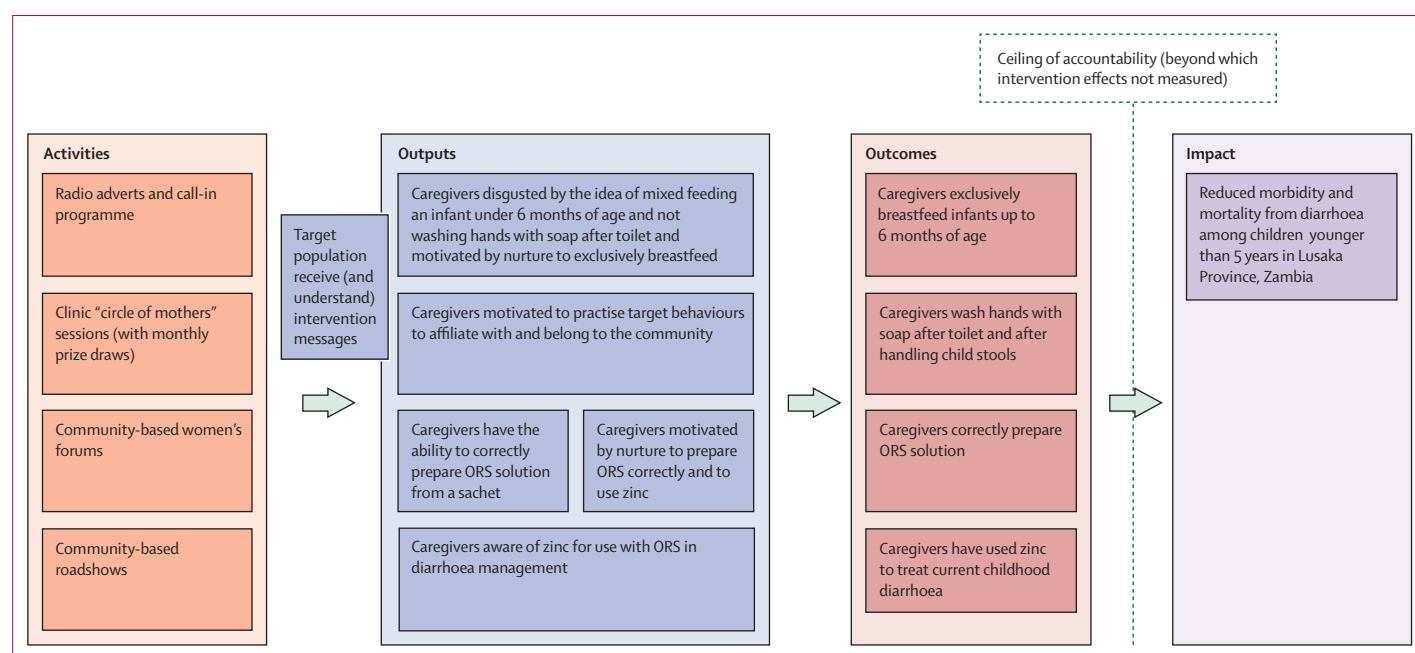 Ceiling of accountability (beyond which
intervention effects not measured)
Activities
Radio adverts and call-in
programme
Clinic “circle of mothers”
sessions (with monthly
prize draws)
Community-based women’s
forums
Community-based
roadshows
Target
population
receive (and
understand)
intervention
messages
Outputs
Caregivers disgusted by the idea of mixed feeding
an infant under 6 months of age and not
washing hands with soap after toilet and
motivated by nurture to exclusively breastfeed
Caregivers motivated to practise target behaviours
to affiliate with and belong to the community
Caregivers have the
ability to correctly
prepare ORS solution
from a sachet
Caregivers motivated
by nurture to prepare
ORS correctly and to
use zinc
Caregivers aware of zinc for use with ORS in
diarrhoea management
Outcomes
Caregivers exclusively
breastfeed infants up to
6 months of age
Caregivers wash hands with
soap after toilet and after
handling child stools
Caregivers correctly prepare
ORS solution
Caregivers have used zinc
to treat current childhood
diarrhoea
Impact
Reduced morbidity and
mortality from diarrhoea
among children younger
than 5 years in Lusaka
Province, Zambia